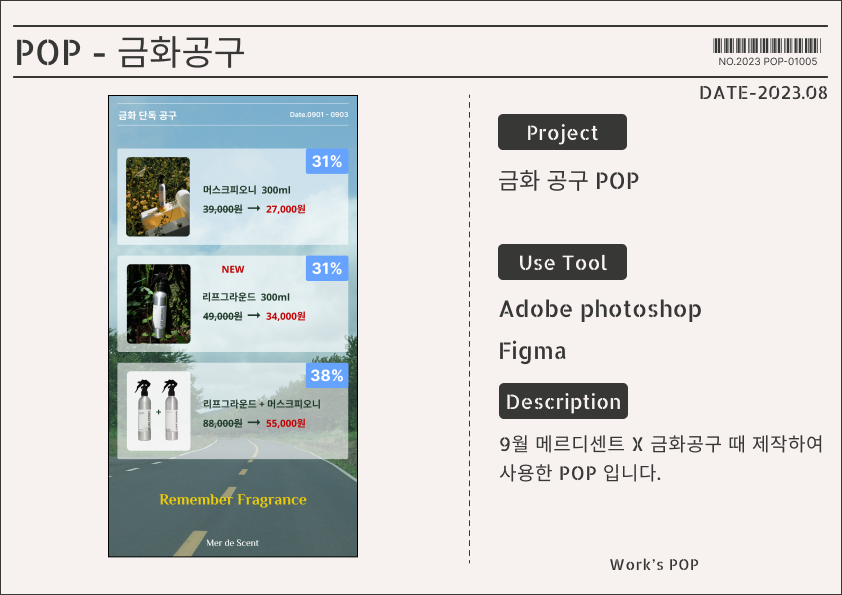 POP - 금화공구
NO.2023 POP-01005
DATE-2023.08
금화 단독 공구
Date.0901 - 0903
31%
머스크피오니 300ml
39,000원 → 27,000원
NEW
31%
리프그라운드 300ml
49,000원 → 34,000원
38%
+
리프그라운드 + 머스크피오니
88,000원 → 55,000원
Remember Fragrance
Mer de Scent
Project
금화 공구 POP
Use Tool
Adobe photoshop
Figma
Description
9월 메르디센트 X 금화공구 때 제작하여
사용한 POP 입니다.
Work's POP